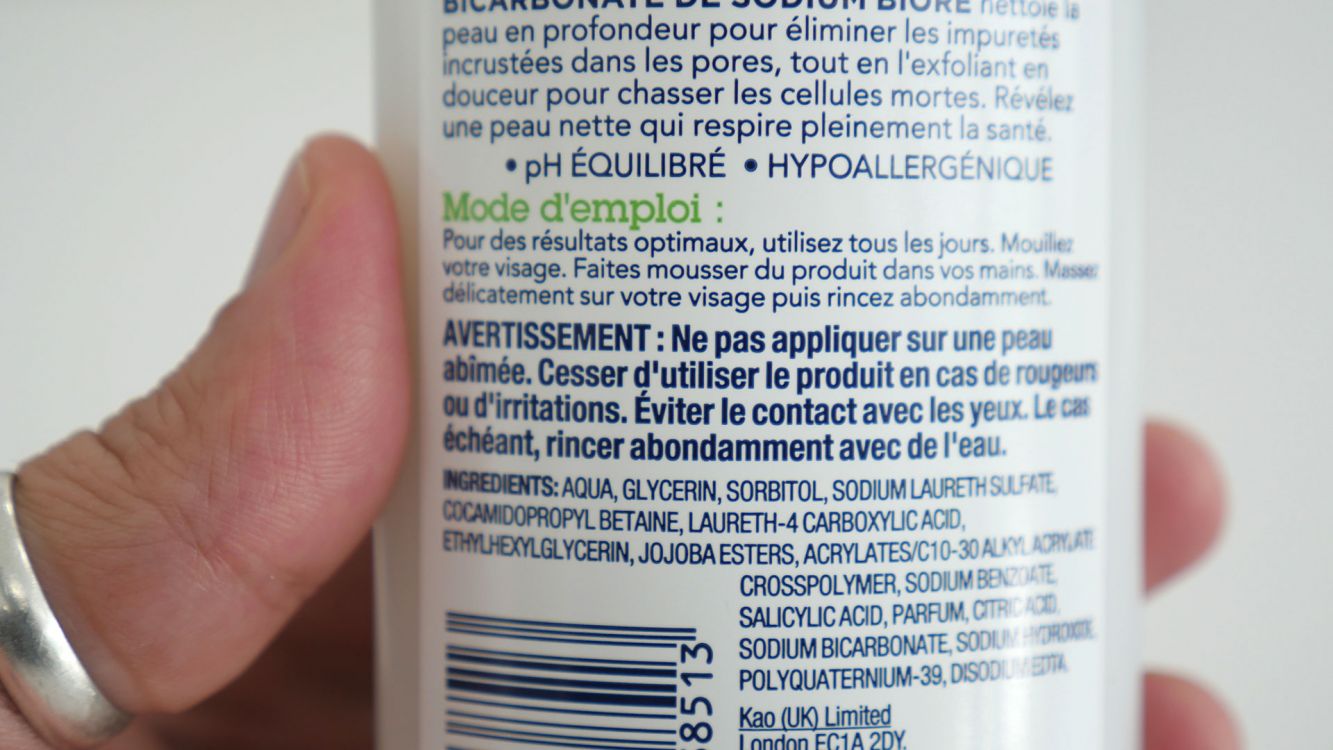 BICARBONATE DE SODIUM BIORÉ nettoie la
peau en profondeur pour éliminer les impuretés
incrustées dans les pores, tout en l'exfoliant en
douceur pour chasser les cellules mortes. Révélez
une peau nette qui respire pleinement la santé.
• pH ÉQUILIBRÉ • HYPOALLERGÉNIQUE
Mode d'emploi :
Pour des résultats optimaux, utilisez tous les jours. Mouillez
votre visage. Faites mousser du produit dans vos mains. Massez
délicatement sur votre visage puis rincez abondamment.
AVERTISSEMENT : Ne pas appliquer sur une peau
abîmée. Cesser d'utiliser le produit en cas de rougeurs
ou d'irritations. Éviter le contact avec les yeux. Le cas
échéant, rincer abondamment avec de l'eau.
INGREDIENTS: AQUA, GLYCERIN, SORBITOL, SODIUM LAURETH SULFATE,
COCAMIDOPROPYL BETAINE, LAURETH-4 CARBOXYLIC ACID,
ETHYLHEXYLGLYCERIN, JOJOBA ESTERS, ACRYLATES/C10-30 ALKYL ACRYLATE
CROSSPOLYMER, SODIUM BENZOATE,
SALICYLIC ACID, PARFUM, CITRIC ACID,
SODIUM BICARBONATE, SODIUM HYDROXIDE,
POLYQUATERNIUM-39, DISODIUM EDTA.
Kao (UK) Limited
London EC1A 2DY.
8513